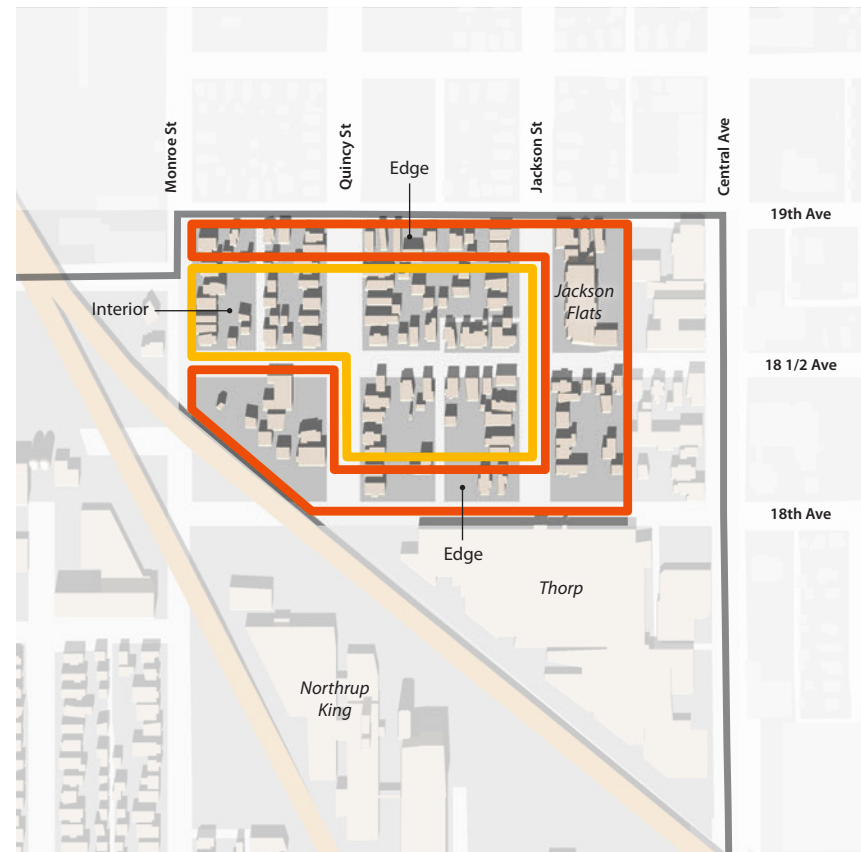 Monroe St
Quincy St
Jackson St
Central Ave
Edge
19th Ave
Interior
Jackson
Flats
18 1/2 Ave
18th Ave
Edge
Thorp
Northrup
King